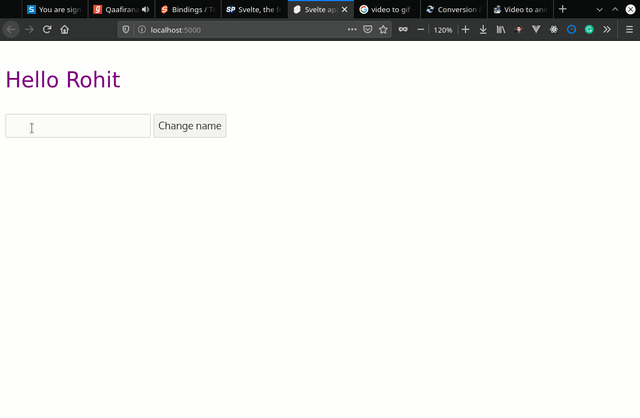 You are sign
Qaafirana
Bindings / T
Svelte, the f
Svelte ap
video to gif
Conversion
Video to ani
localhost:5000
120%
Hello Rohit
Change name